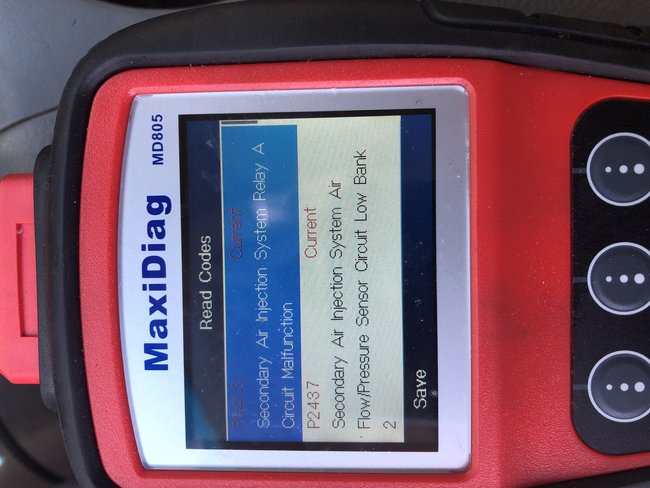 MaxiDiag
MD805
Read Codes
Current
Secondary Air Injection System Relay A
Circuit Malfunction
P2437 Current
Secondary Air Injection System Air
Flow/Pressure Sensor Circuit Low Bank
2
Save